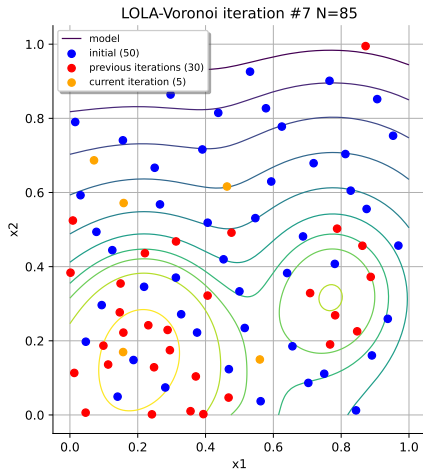 LOLA-Voronoi iteration #7 N=85
model
initial (50)
previous iterations (30)
current iteration (5)
1.0
0.8
0.6
0.4
0.2
0.0
x2
0.0 0.2 0.4 0.6 0.8 1.0
x1